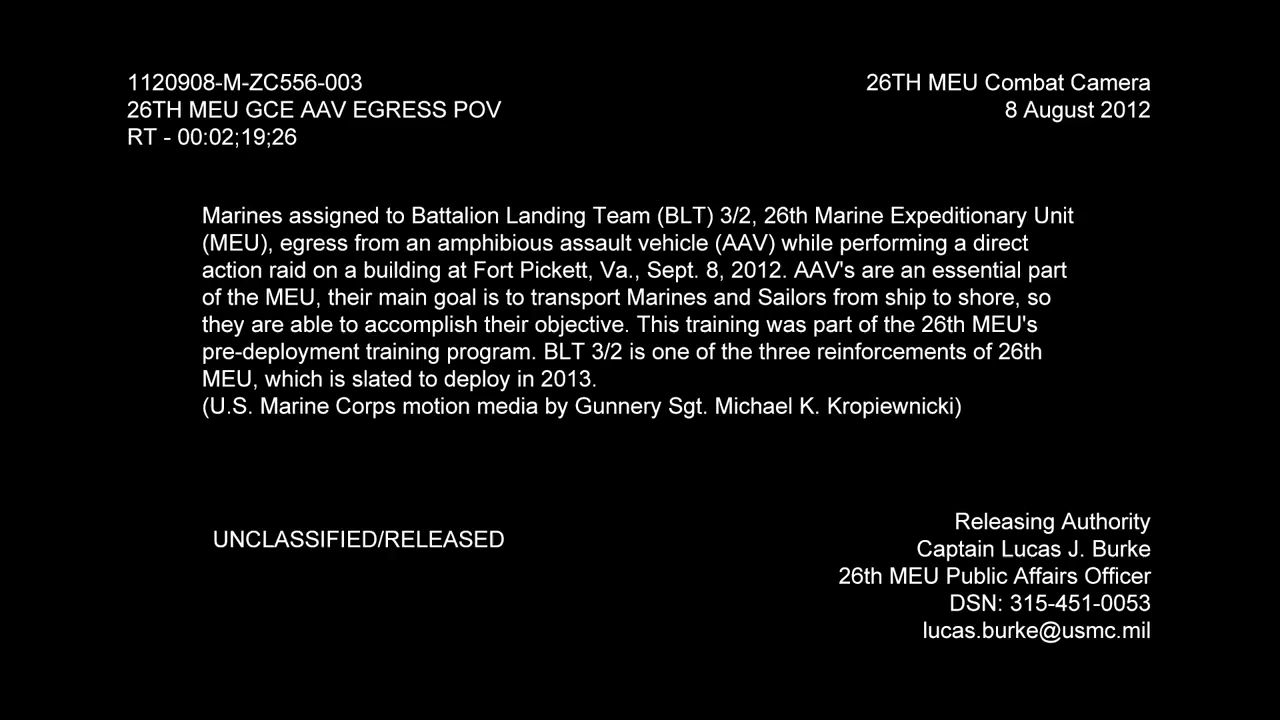 1120908-M-ZC556-003
26TH MEU GCE AAV EGRESS POV
RT - 00:02;19;26
26TH MEU Combat Camera
8 August 2012
Marines assigned to Battalion Landing Team (BLT) 3/2, 26th Marine Expeditionary Unit
(MEU), egress from an amphibious assault vehicle (AAV) while performing a direct
action raid on a building at Fort Pickett, Va., Sept. 8, 2012. AAV's are an essential part
of the MEU, their main goal is to transport Marines and Sailors from ship to shore, so
they are able to accomplish their objective. This training was part of the 26th MEU's
pre-deployment training program. BLT 3/2 is one of the three reinforcements of 26th
MEU, which is slated to deploy in 2013.
(U.S. Marine Corps motion media by Gunnery Sgt. Michael K. Kropiewnicki)
UNCLASSIFIED/RELEASED
Releasing Authority
Captain Lucas J. Burke
26th MEU Public Affairs Officer
DSN: 315-451-0053
lucas.burke@usmc.mil